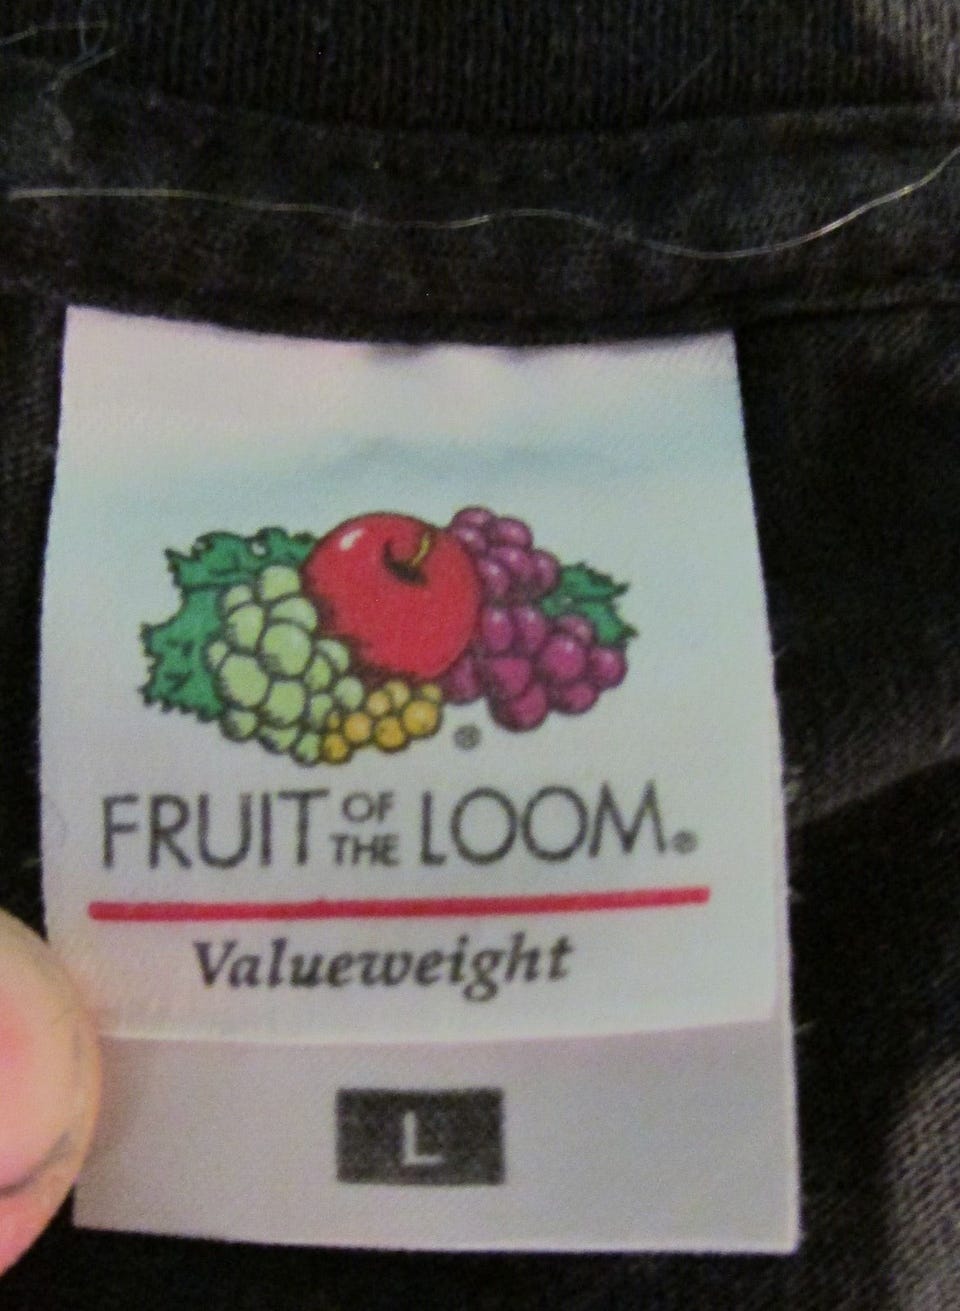 ®
FRUIT OF THE LOOM®
Valueweight
L